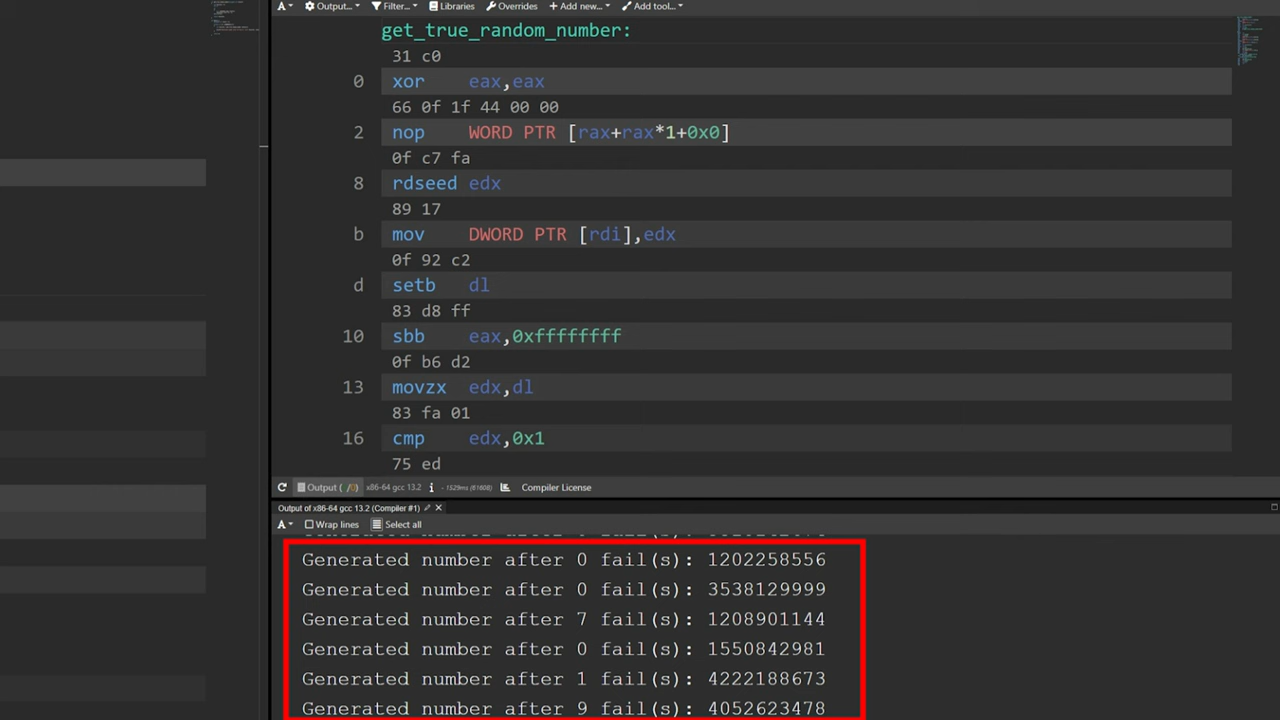 A Output... Filter... Libraries Overrides + Add new... Add tool...
get_true_random_number:
31 c0
0 xor eax,eax
66 0f 1f 44 00 00
2 nop WORD PTR [rax+rax*1+0x0]
0f c7 fa
8 rdseed edx
89 17
b mov DWORD PTR [rdi],edx
0f 92 c2
d setb dl
83 d8 ff
10 sbb eax,0xffffffff
0f b6 d2
13 movzx edx,dl
83 fa 01
16 cmp edx,0x1
75 ed
Output ( /0) x86-64 gcc 13.2 i - 1529ms (81608) Compiler License
Output of x86-64 gcc 13.2 (Compiler #1)
A Wrap lines Select all
Generated number after 0 fail(s): 1202258556
Generated number after 0 fail(s): 3538129999
Generated number after 7 fail(s): 1208901144
Generated number after 0 fail(s): 1550842981
Generated number after 1 fail(s): 4222188673
Generated number after 9 fail(s): 4052623478